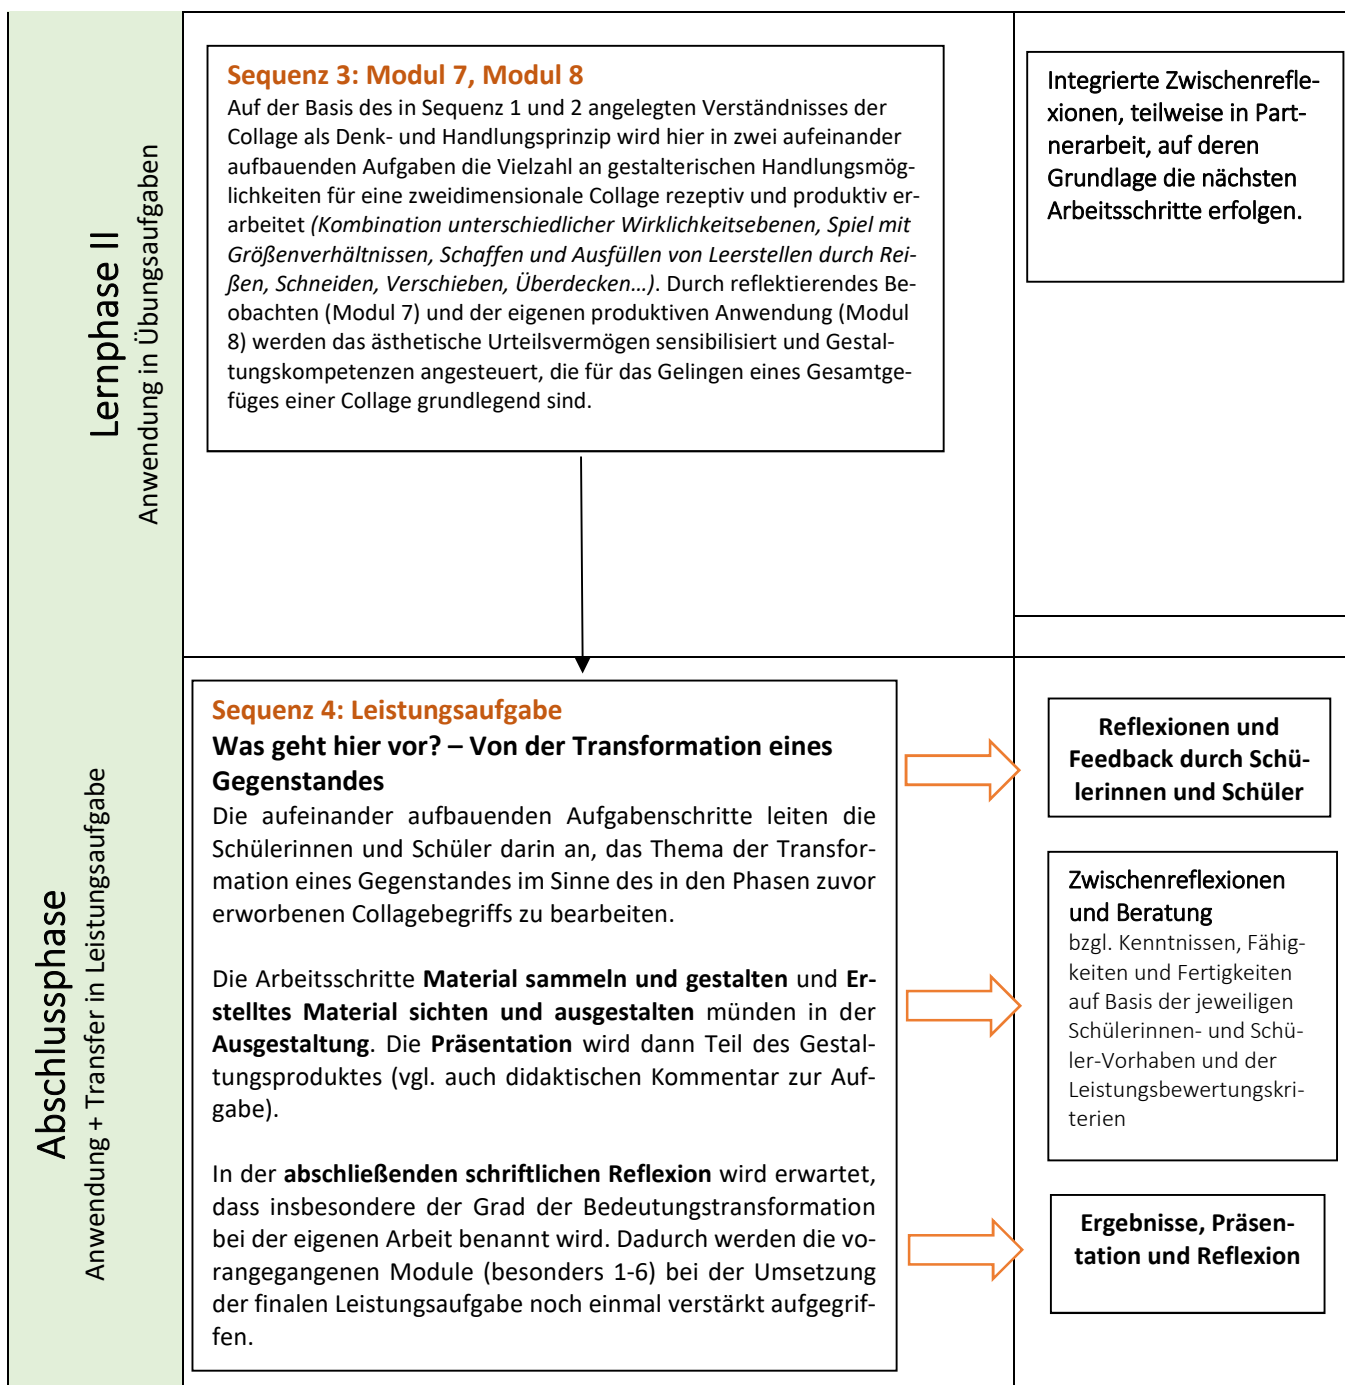 Lernphase II
Anwendung in Übungsaufgaben
Sequenz 3: Modul 7, Modul 8
Auf der Basis des in Sequenz 1 und 2 angelegten Verständnisses der
Collage als Denk- und Handlungsprinzip wird hier in zwei aufeinander
aufbauenden Aufgaben die Vielzahl an gestalterischen Handlungsmög-
lichkeiten für eine zweidimensionale Collage rezeptiv und produktiv er-
arbeitet (Kombination unterschiedlicher Wirklichkeitsebenen, Spiel mit
Größenverhältnissen, Schaffen und Ausfüllen von Leerstellen durch Rei-
ßen, Schneiden, Verschieben, Überdecken…). Durch reflektierendes Be-
obachten (Modul 7) und der eigenen produktiven Anwendung (Modul
8) werden das ästhetische Urteilsvermögen sensibilisiert und Gestal-
tungskompetenzen angesteuert, die für das Gelingen eines Gesamtge-
füges einer Collage grundlegend sind.
Integrierte Zwischenrefle-
xionen, teilweise in Part-
nerarbeit, auf deren
Grundlage die nächsten
Arbeitsschritte erfolgen.
Abschlussphase
Anwendung + Transfer in Leistungsaufgabe
Sequenz 4: Leistungsaufgabe
Was geht hier vor? – Von der Transformation eines
Gegenstandes
Die aufeinander aufbauenden Aufgabenschritte leiten die
Schülerinnen und Schüler darin an, das Thema der Transfor-
mation eines Gegenstandes im Sinne des in den Phasen zuvor
erworbenen Collagebegriffs zu bearbeiten.
Die Arbeitsschritte Material sammeln und gestalten und Er-
stelltes Material sichten und ausgestalten münden in der
Ausgestaltung. Die Präsentation wird dann Teil des Gestal-
tungsproduktes (vgl. auch didaktischen Kommentar zur Auf-
gabe).
In der abschließenden schriftlichen Reflexion wird erwartet,
dass insbesondere der Grad der Bedeutungstransformation
bei der eigenen Arbeit benannt wird. Dadurch werden die vo-
rangegangenen Module (besonders 1-6) bei der Umsetzung
der finalen Leistungsaufgabe noch einmal verstärkt aufgegrif-
fen.
Reflexionen und
Feedback durch Schü-
lerinnen und Schüler
Zwischenreflexionen
und Beratung
bzgl. Kenntnissen, Fähig-
keiten und Fertigkeiten
auf Basis der jeweiligen
Schülerinnen- und Schü-
ler-Vorhaben und der
Leistungsbewertungskri-
terien
Ergebnisse, Präsen-
tation und Reflexion